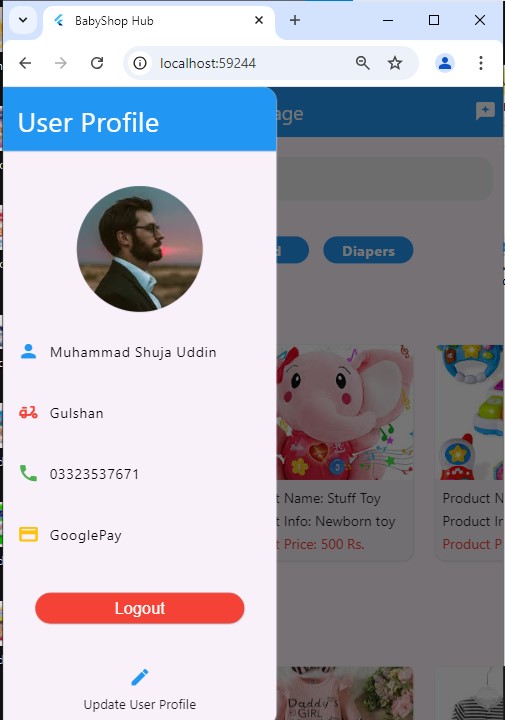 BabyShop Hub
localhost:59244
User Profile
age
d
Diapers
Muhammad Shuja Uddin
Gulshan
03323537671
GooglePay
Logout
Update User Profile
t Name: Stuff Toy
t Info: Newborn toy
t Price: 500 Rs.
Product N
Product In
Product P
Daddy's
GIRL